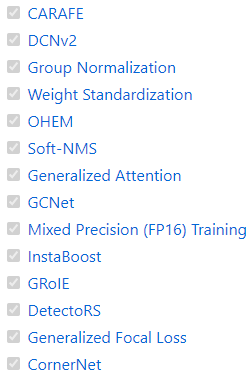 CARAFE
DCNv2
Group Normalization
Weight Standardization
OHEM
Soft-NMS
Generalized Attention
GCNet
Mixed Precision (FP16) Training
InstaBoost
GRoIE
DetectoRS
Generalized Focal Loss
CornerNet